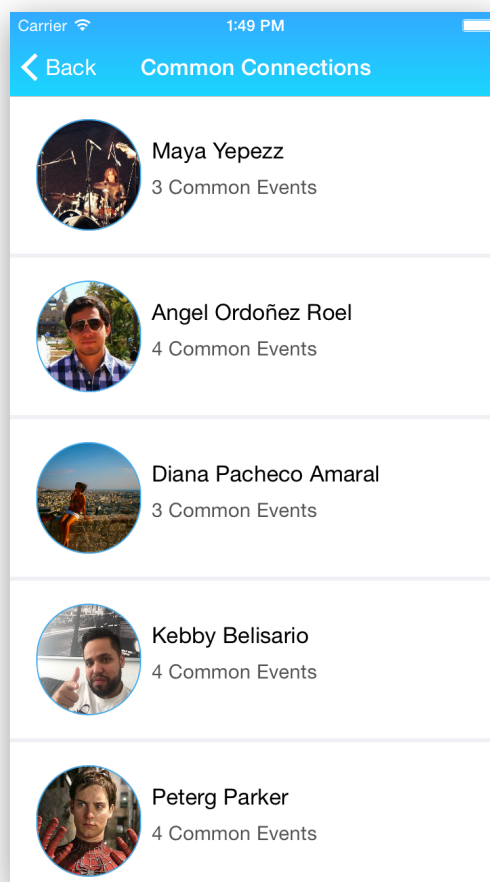 Carrier 1:49 PM
Back Common Connections
Maya Yepezz
3 Common Events
Angel Ordoñez Roel
4 Common Events
Diana Pacheco Amaral
3 Common Events
Kebby Belisario
4 Common Events
Peterg Parker
4 Common Events